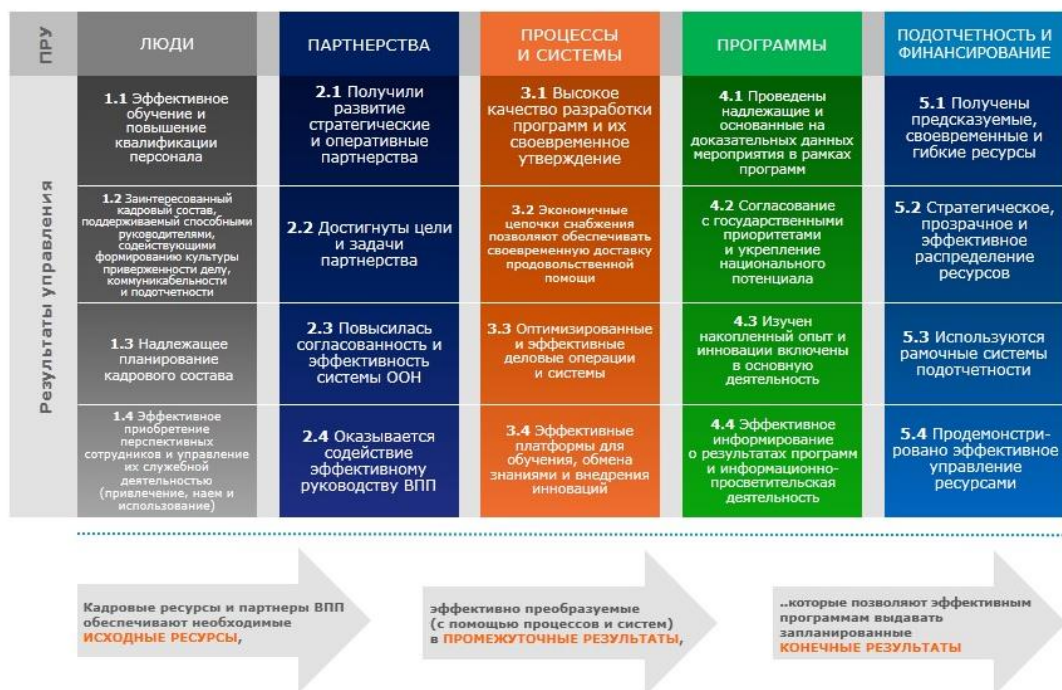 ПРУ
ЛЮДИ
ПАРТНЕРСТВА
ПРОЦЕССЫ
И СИСТЕМЫ
ПРОГРАММЫ
ПОДОТЧЕТНОСТЬ И
ФИНАНСИРОВАНИЕ
Результаты управления
1.1 Эффективное
обучение и
повышение
квалификации
персонала
2.1 Получили
развитие
стратегические
и оперативные
партнерства
3.1 Высокое
качество разработки
программ и их
своевременное
утверждение
4.1 Проведены
надлежащие и
основанные на
доказательных данных
мероприятия в рамках
программ
5.1 Получены
предсказуемые,
своевременные и
гибкие ресурсы
1.2 Заинтересованный
кадровый состав,
поддерживаемый способными
руководителями,
содействующими
формированию культуры
приверженности делу,
коммуникабельности
и подотчетности
2.2 Достигнуты цели
и задачи
партнерства
3.2 Экономичные
цепочки снабжения
позволяют обеспечивать
своевременную доставку
продовольственной
помощи
4.2 Согласование
с государственными
приоритетами
и укрепление
национального
потенциала
5.2 Стратегическое,
прозрачное и
эффективное
распределение
ресурсов
1.3 Надлежащее
планирование
кадрового состава
2.3 Повысилась
согласованность и
эффективность
системы ООН
3.3 Оптимизированные
и эффективные
деловые операции
и системы
4.3 Изучен
накопленный опыт и
инновации включены
в основную
деятельность
5.3 Используются
рамочные системы
подотчетности
1.4 Эффективное
приобретение
перспективных
сотрудников и управление
их служебной
деятельностью
(привлечение, наем и
использование)
2.4 Оказывается
содействие
эффективному
руководству ВПП
3.4 Эффективные
платформы для
обучения, обмена
знаниями и внедрения
инноваций
4.4 Эффективное
информирование
о результатах программ
и информационно-
просветительская
деятельность
5.4 Продемонстри-
ровано эффективное
управление
ресурсами
Кадровые ресурсы и партнеры ВПП
обеспечивают необходимые
ИСХОДНЫЕ РЕСУРСЫ,
эффективно преобразуемые
(с помощью процессов и систем)
в ПРОМЕЖУТОЧНЫЕ РЕЗУЛЬТАТЫ,
..которые позволяют эффективным
программам выдавать
запланированные
КОНЕЧНЫЕ РЕЗУЛЬТАТЫ